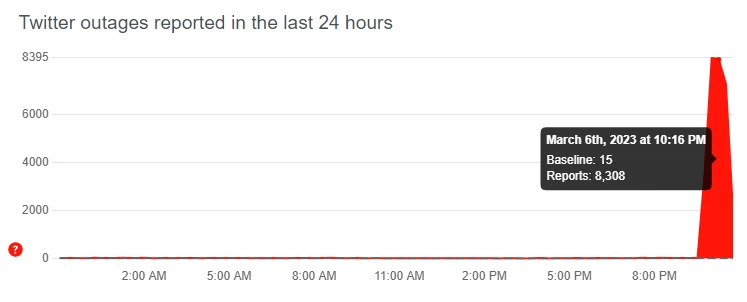 Twitter outages reported in the last 24 hours
8395
6000
4000
2000
0
March 6th, 2023 at 10:16 PM
Baseline: 15
Reports: 8,308
?
2:00 AM 5:00 AM 8:00 AM 11:00 AM 2:00 PM 5:00 PM 8:00 PM